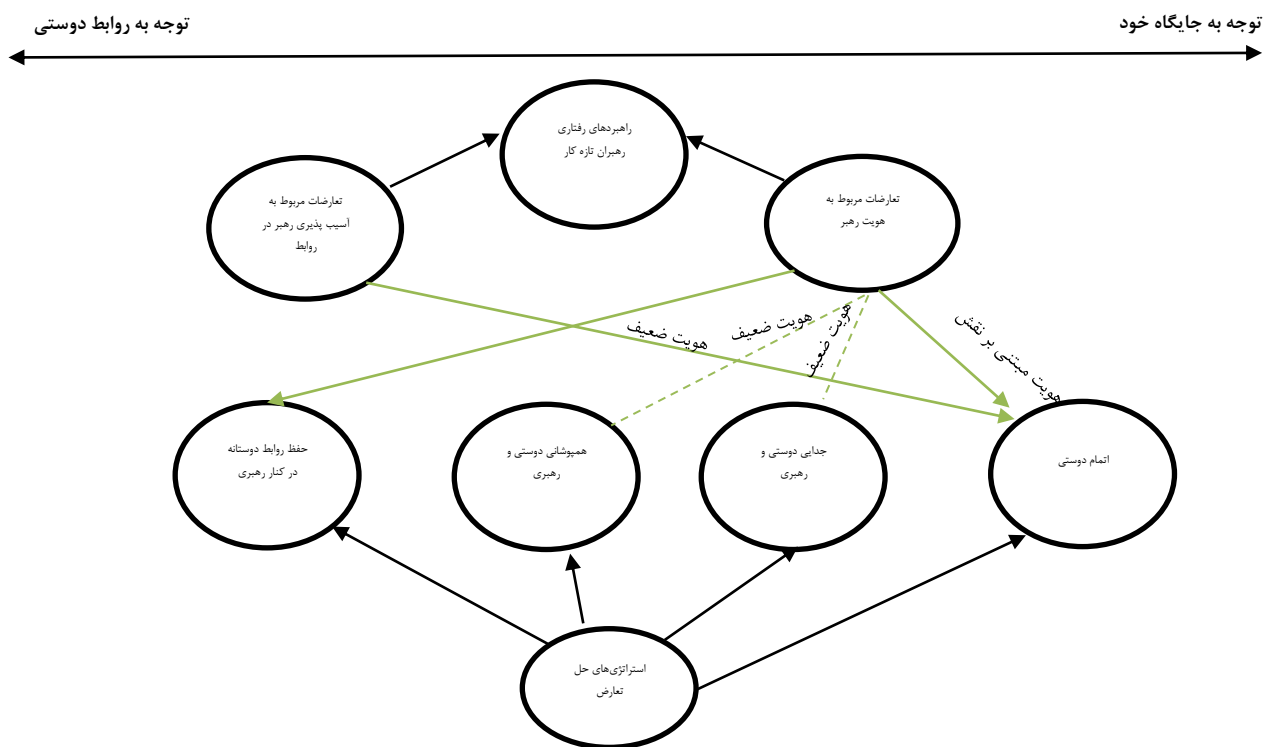 توجه به جایگاه خود
توجه به روابط دوستی
راهبردهای رفتاری
رهبران تازه کار
تعارضات مربوط به
هویت رهبر
تعارضات مربوط به
آسیب پذیری رهبر در
روابط
هویت مبتنی بر نقش
هویت ضعیف
هویت ضعیف
هویت ضعیف
اتمام دوستی
جدایی دوستی و
رهبری
همپوشانی دوستی و
رهبری
حفظ روابط دوستانه
در کنار رهبری
استراتژی‌های حل
تعارض